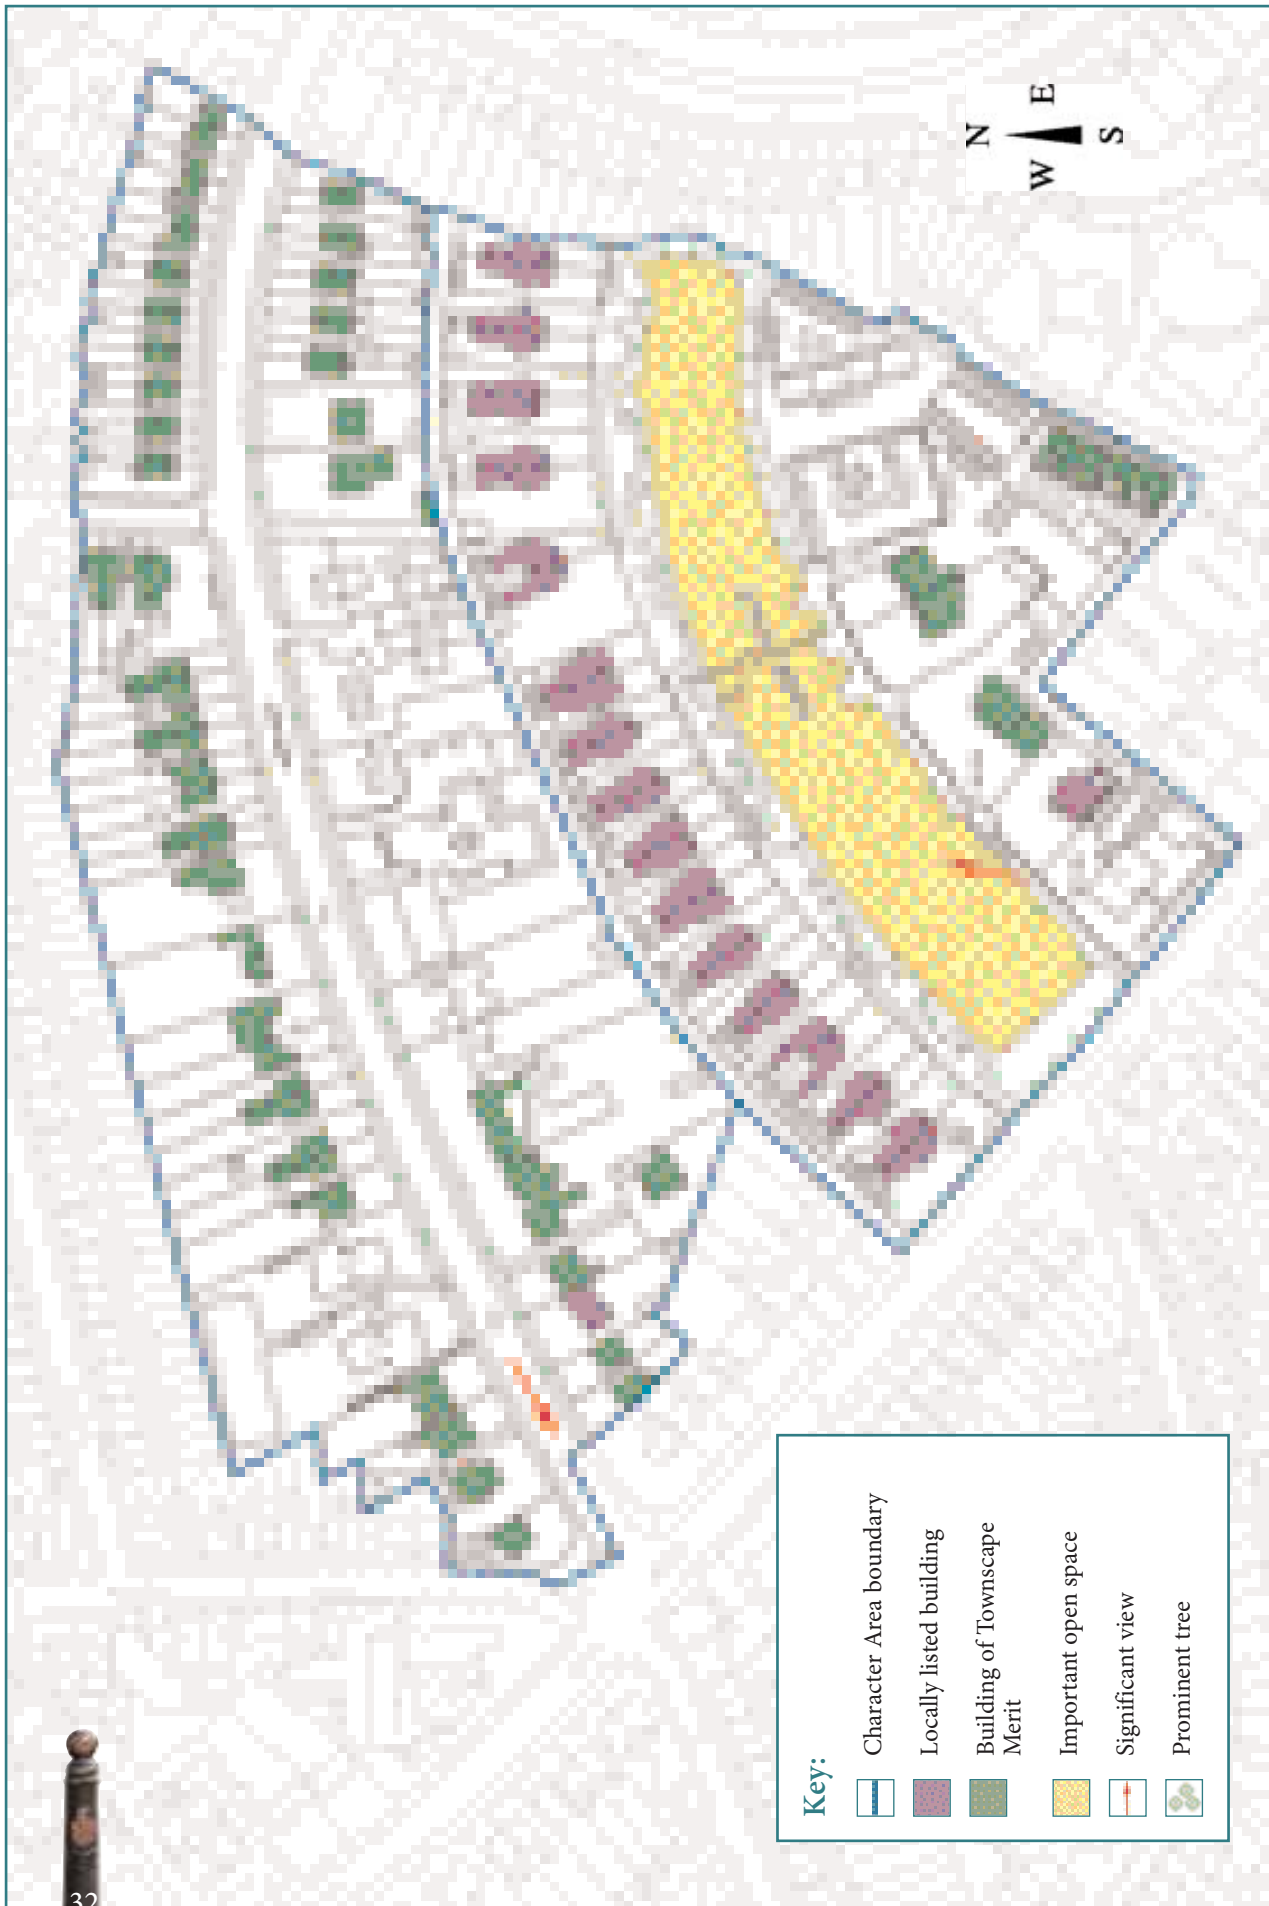 N
W E
S
Key:
Character Area boundary
Locally listed building
Building of Townscape
Merit
Important open space
Significant view
Prominent tree
32